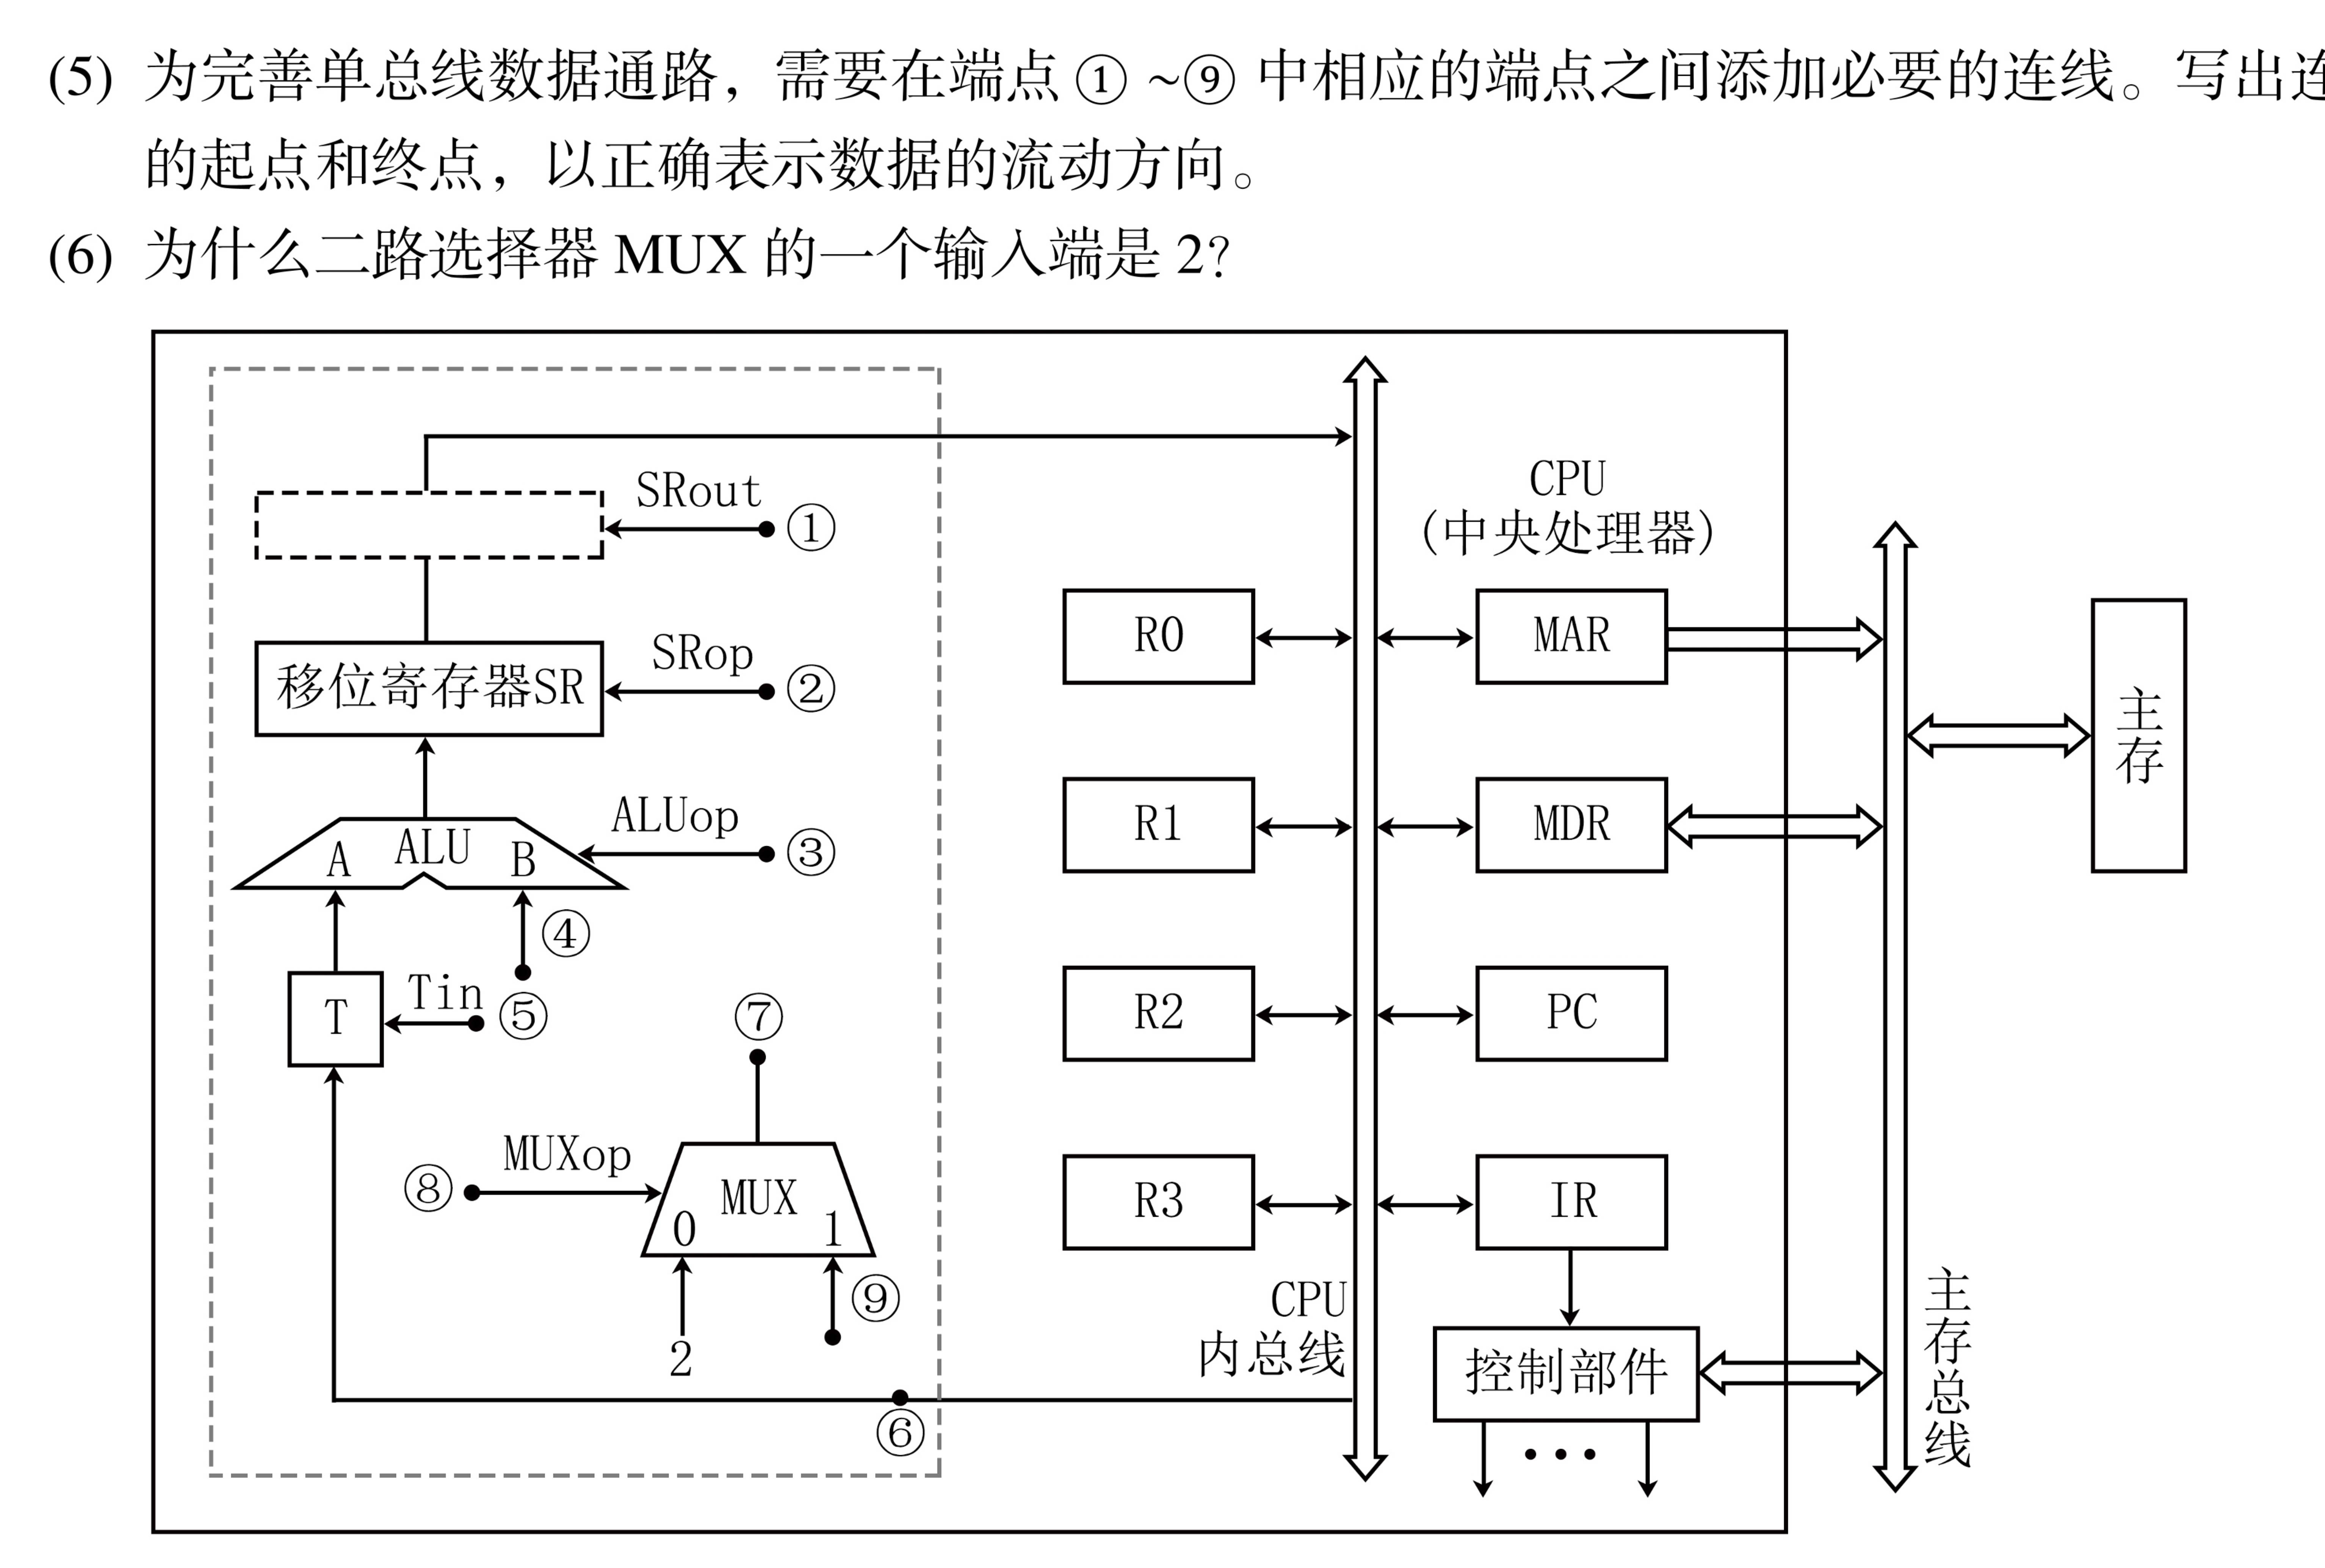 (5) 为完善单总线数据通路，需要在端点 ① ~⑨ 中相应的端点之间添加必要的连线。写出
的起点和终点，以正确表示数据的流动方向。
(6) 为什么二路选择器 MUX 的一个输入端是 2?
SRout
①
CPU
(中央处理器)
R0
MAR
SRop
移位寄存器SR
②
主存
ALUop
R1
MDR
A ALU B
③
④
Tin
⑤
T
⑦
R2
PC
MUXop
⑧
MUX
0 1
R3
IR
⑨
2
CPU
内总线
⑥
控制部件
主存总线
•••